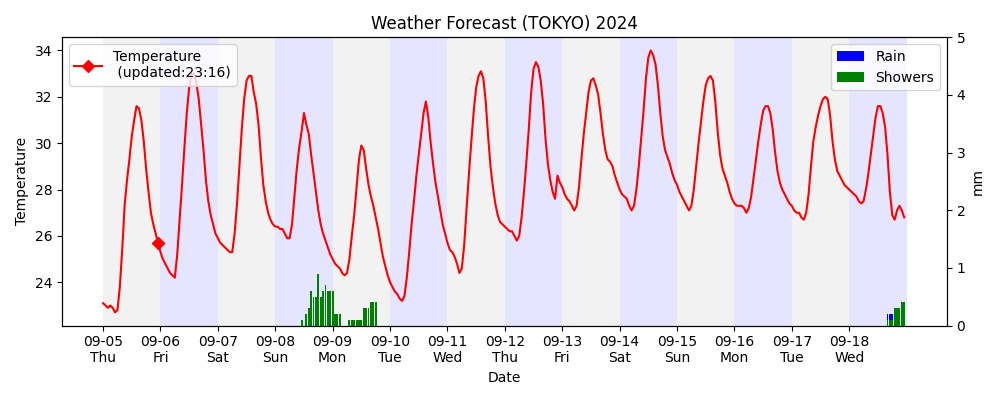 Weather Forecast (TOKYO) 2024
Temperature
(updated:23:16)
Rain
Showers
34
32
30
28
26
24
Temperature
5
4
3
2
1
0
mm
09-05 09-06 09-07 09-08 09-09 09-10 09-11 09-12 09-13 09-14 09-15 09-16 09-17 09-18
Thu Fri Sat Sun Mon Tue Wed Thu Fri Sat Sun Mon Tue Wed
Date